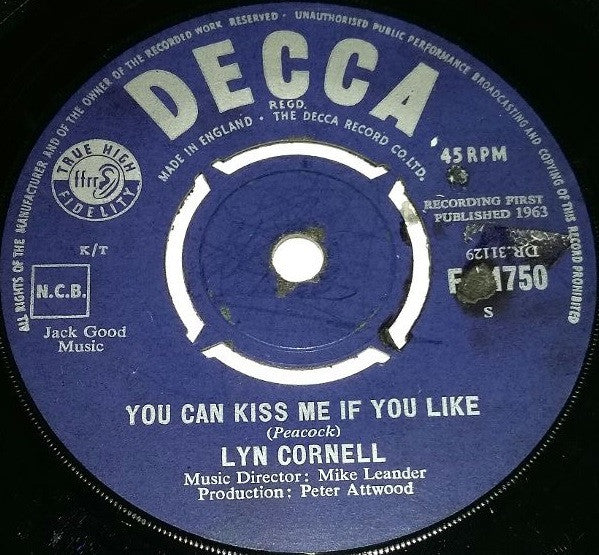 ALL RIGHTS OF THE MANUFACTURER AND OF THE OWNER OF THE RECORDED WORK RESERVED - UNAUTHORISED PUBLIC PERFORMANCE BROADCASTING AND COPYING OF THIS RECORD PROHIBITED
DECCA
REGD.
MADE IN ENGLAND · THE DECCA RECORD CO. LTD.
TRUE HIGH
ffrr
FIDELITY
45 RPM
RECORDING FIRST
PUBLISHED 1963
K/T
DR.31129
N.C.B.
1750
S
Jack Good
Music
YOU CAN KISS ME IF YOU LIKE
(Peacock)
LYN CORNELL
Music Director: Mike Leander
Production: Peter Attwood